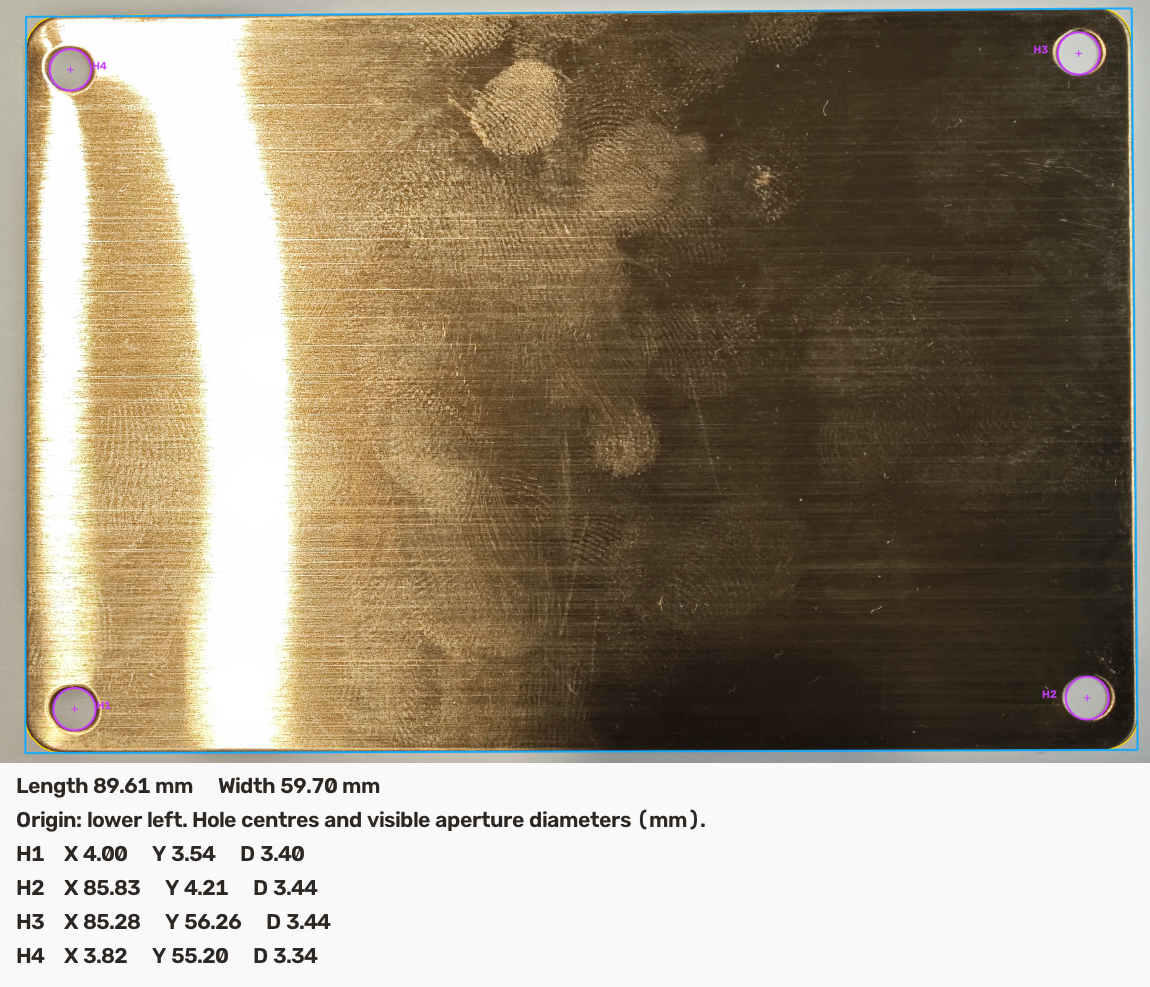 H4
H3
H1
H2
Length 89.61 mm Width 59.70 mm
Origin: lower left. Hole centres and visible aperture diameters (mm).
H1 X 4.00 Y 3.54 D 3.40
H2 X 85.83 Y 4.21 D 3.44
H3 X 85.28 Y 56.26 D 3.44
H4 X 3.82 Y 55.20 D 3.34